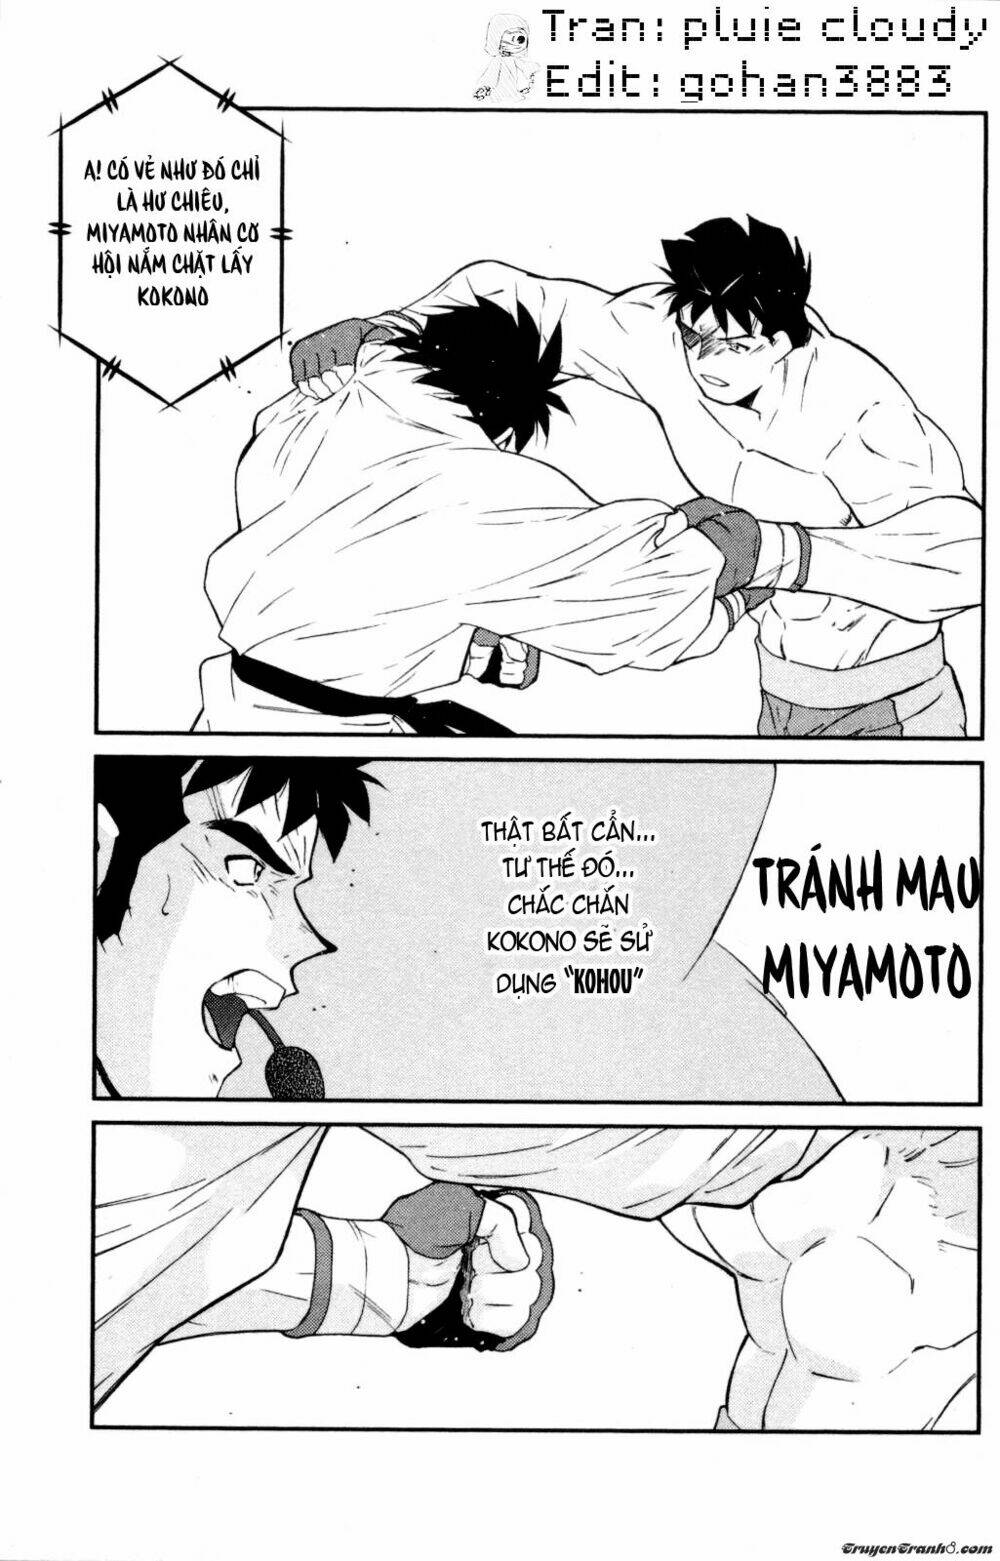 Tran: pluie cloudy
Edit: gohan3883
A! CÓ VẺ NHƯ ĐÓ CHỈ
LÀ HƯ CHIÊU,
MIYAMOTO NHÂN CƠ
HỘI NẮM CHẶT LẤY
KOKONO
TRÁNH MAU
MIYAMOTO
THẬT BẤT CẨN...
TƯ THẾ ĐÓ...
CHẮC CHẮN
KOKONO SẼ SỬ
DỤNG "KOHOU"
TruyenTranh8.com